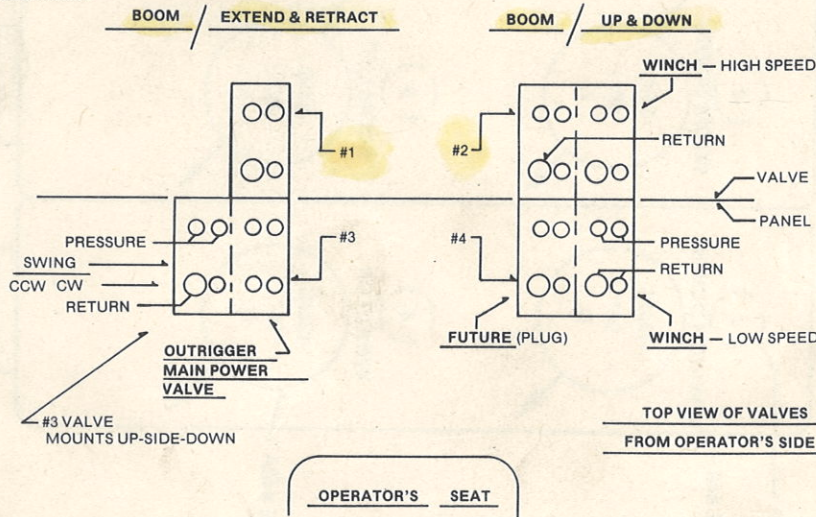 BOOM / EXTEND & RETRACT
BOOM / UP & DOWN
WINCH — HIGH SPEED
#1
#2
RETURN
VALVE
PANEL
PRESSURE
#3
#4
PRESSURE
SWING
CCW CW
RETURN
RETURN
FUTURE (PLUG)
WINCH — LOW SPEED
OUTRIGGER
MAIN POWER
VALVE
#3 VALVE
MOUNTS UP-SIDE-DOWN
TOP VIEW OF VALVES
FROM OPERATOR'S SIDE
OPERATOR'S SEAT